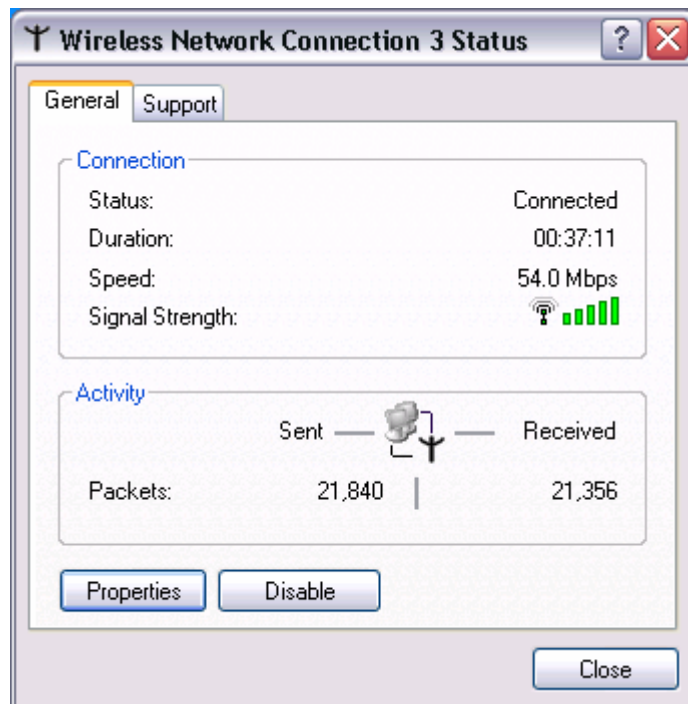 Wireless Network Connection 3 Status ?
General Support
Connection
Status: Connected
Duration: 00:37:11
Speed: 54.0 Mbps
Signal Strength:
Activity
Sent Received
Packets: 21,840 21,356
Properties Disable
Close